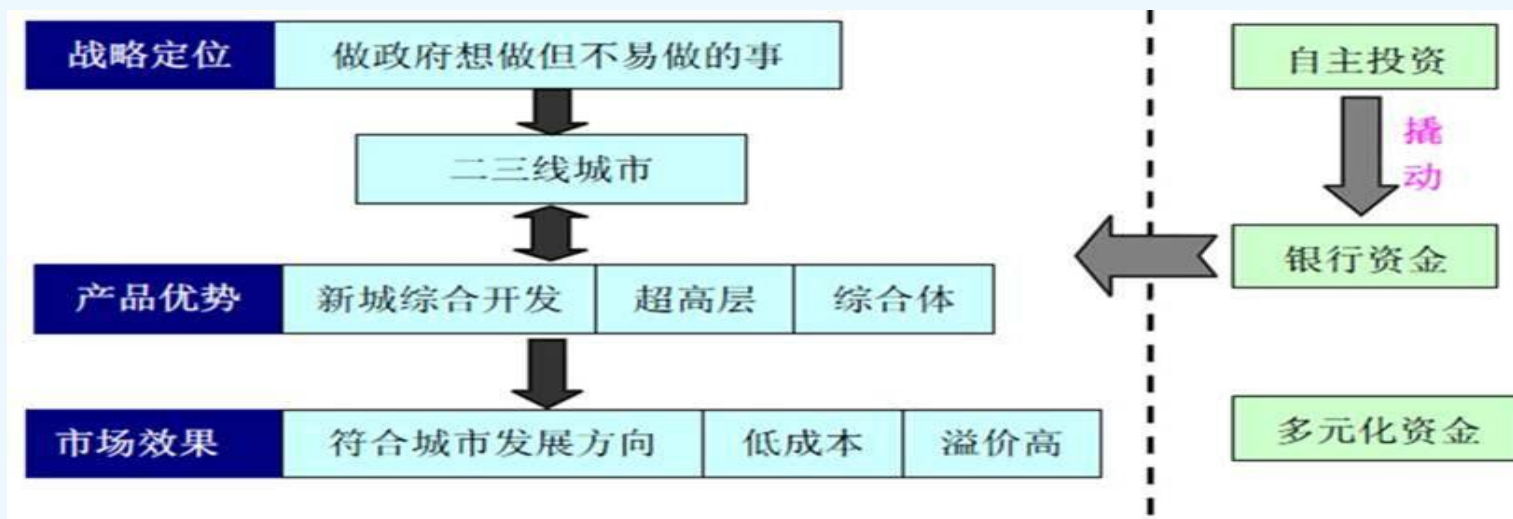 战略定位 做政府想做但不易做的事
二三线城市
产品优势 新城综合开发 超高层 综合体
市场效果 符合城市发展方向 低成本 溢价高
自主投资
撬
动
银行资金
多元化资金